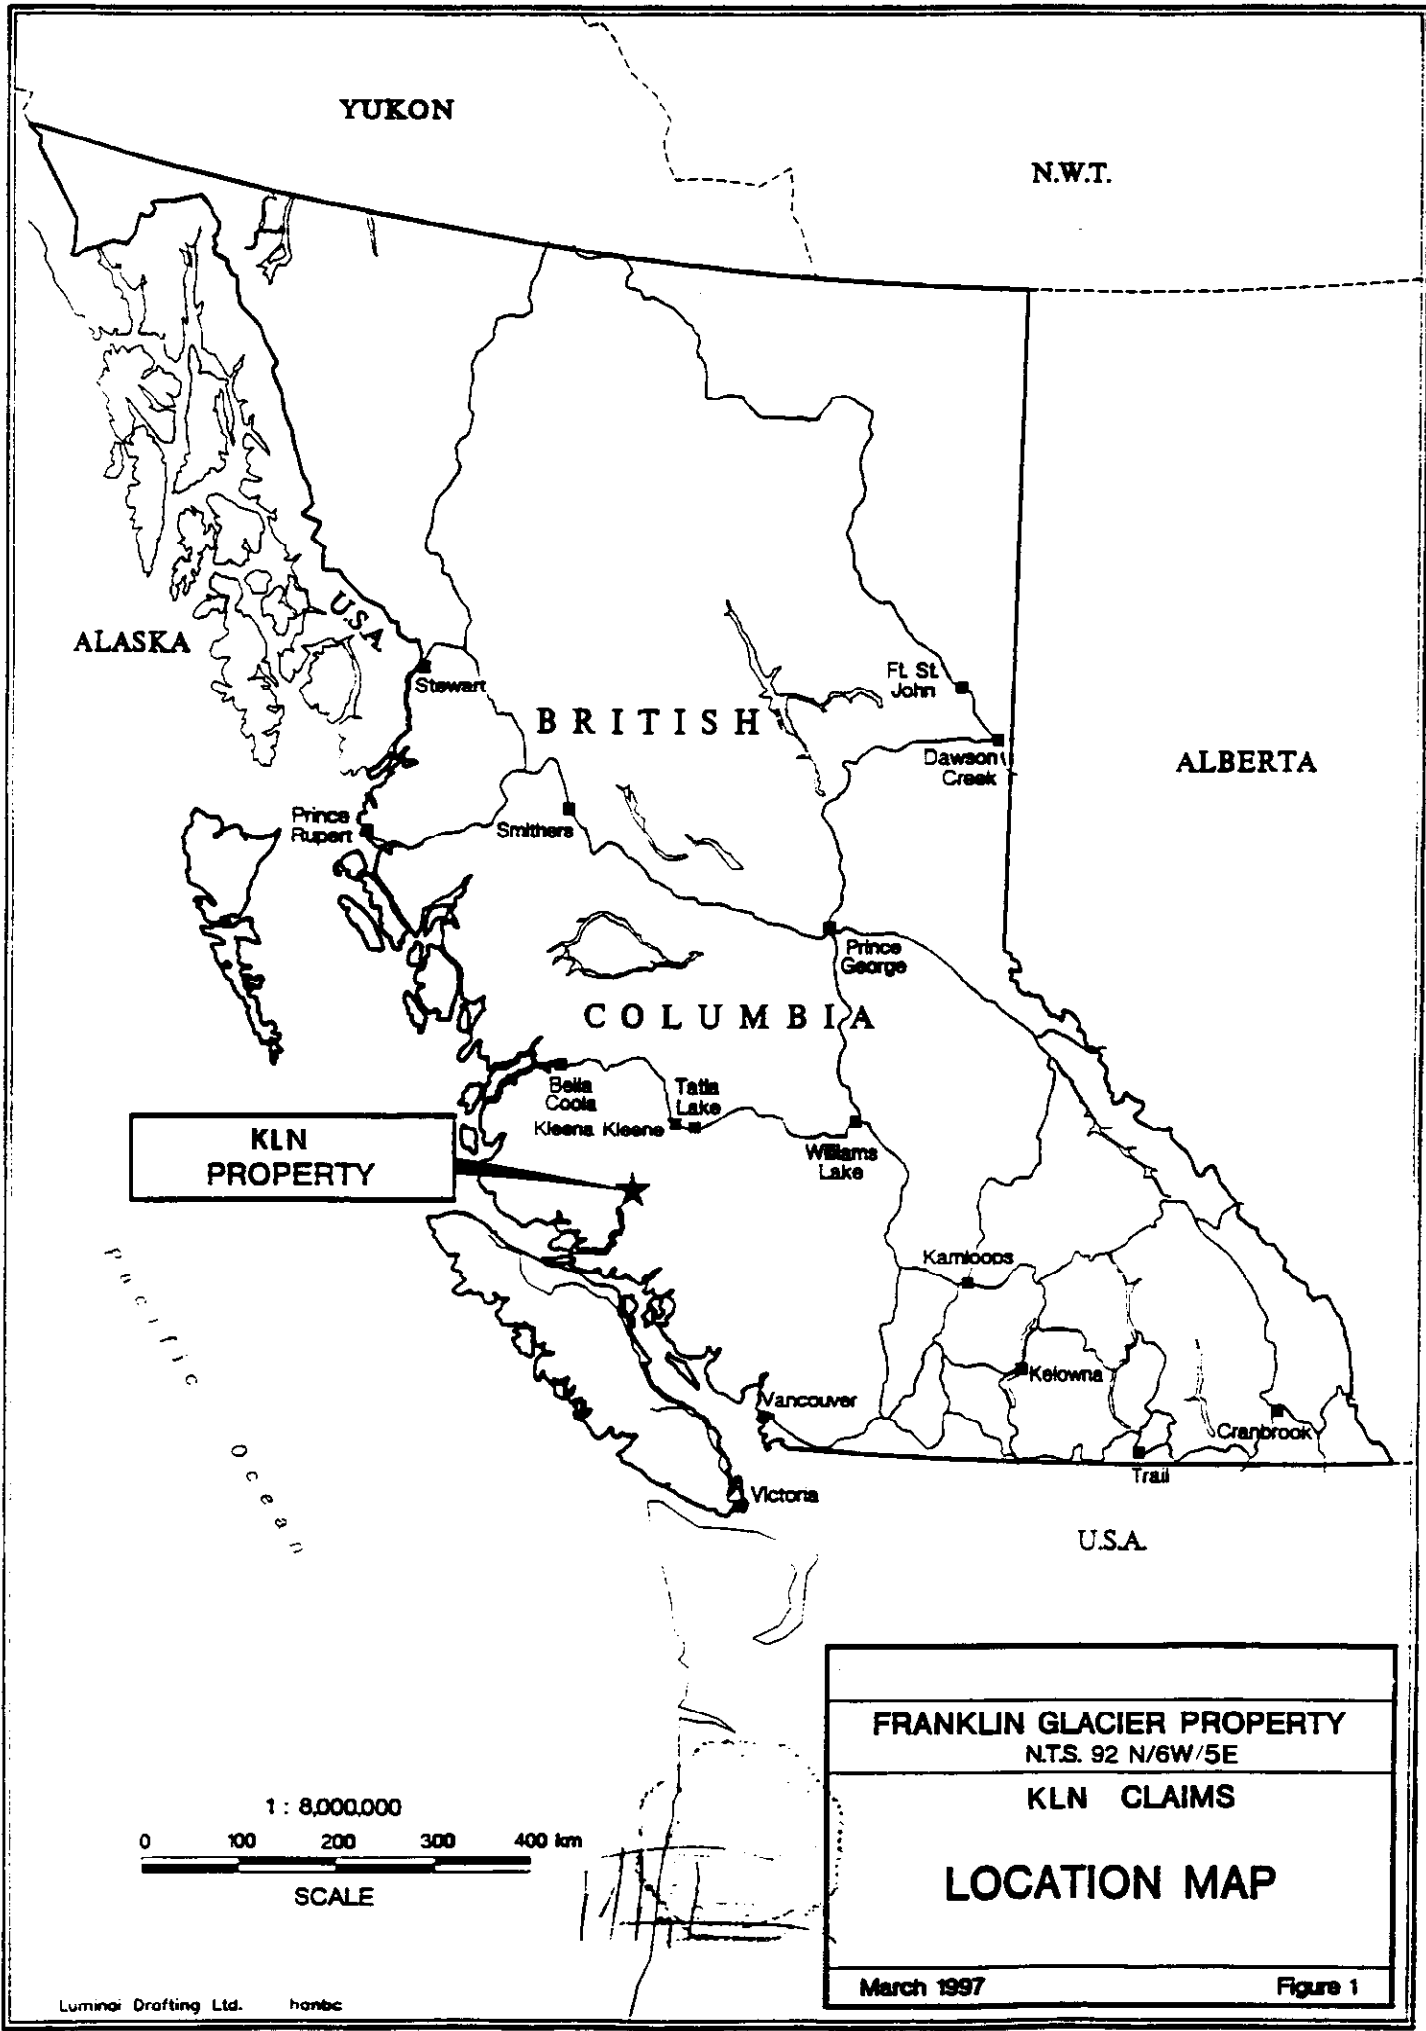 YUKON
N.W.T.
ALASKA
U.S.A.
Stewart
BRITISH
Ft. St.
John
Dawson
Creek
ALBERTA
Prince
Rupert
Smithers
Prince
George
COLUMBIA
Bella
Coola
Tatla
Lake
Kleena Kleene
Williams
Lake
KLN
PROPERTY
Kamloops
Kelowna
Vancouver
Cranbrook
Trail
Victoria
Pacific Ocean
U.S.A.
1 : 8,000,000
0 100 200 300 400 km
SCALE
FRANKLIN GLACIER PROPERTY
N.T.S. 92 N/6W/5E
KLN CLAIMS
LOCATION MAP
March 1997 Figure 1
Luminai Drafting Ltd. hanbc